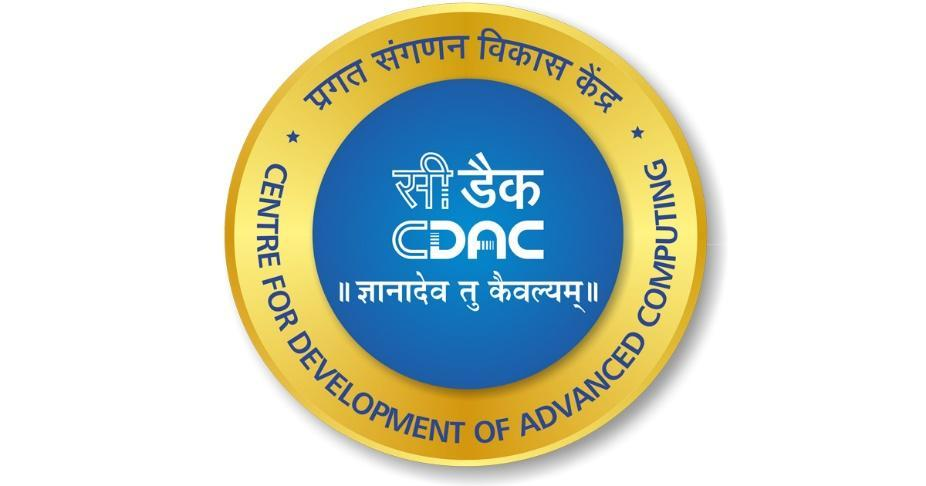 प्रगत संगणन विकास केंद्र
सी डैक
CDAC
॥ ज्ञानादेव तु कैवल्यम् ॥
CENTRE FOR DEVELOPMENT OF ADVANCED COMPUTING